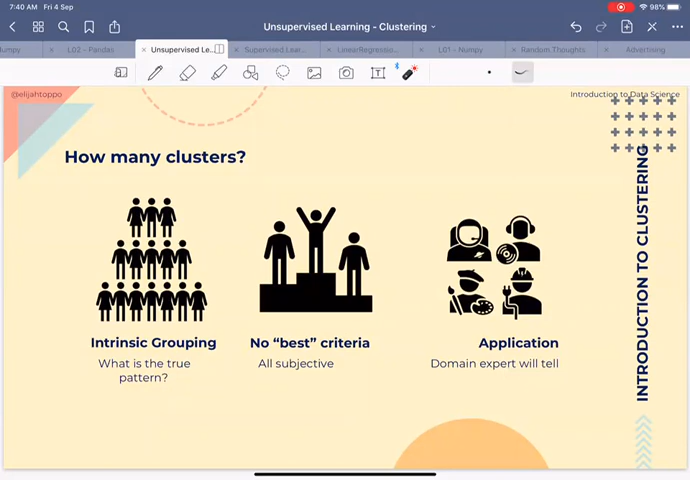 7:40 AM Fri 4 Sep
98%
Unsupervised Learning - Clustering
L02 - Pandas
Unsupervised Le...
Supervised Lear...
LinearRegressio...
L01 - Numpy
Random Thoughts
Advertising
@elijahtoppo
Introduction to Data Science
How many clusters?
Intrinsic Grouping
What is the true
pattern?
No “best” criteria
All subjective
Application
Domain expert will tell
INTRODUCTION TO CLUSTERING